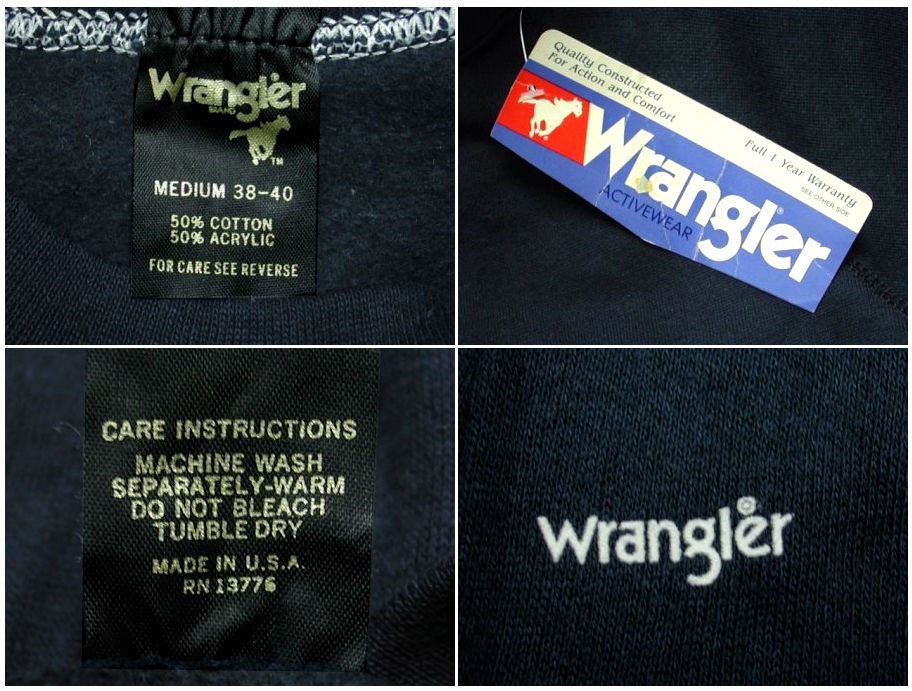 Wrangler
BRAND
TM
MEDIUM 38-40
50% COTTON
50% ACRYLIC
FOR CARE SEE REVERSE
Quality Constructed
For Action and Comfort
Full 1 Year Warranty
SEE OTHER SIDE
Wrangler®
ACTIVEWEAR
CARE INSTRUCTIONS
MACHINE WASH
SEPARATELY-WARM
DO NOT BLEACH
TUMBLE DRY
MADE IN U.S.A.
RN 13776
Wrangler®